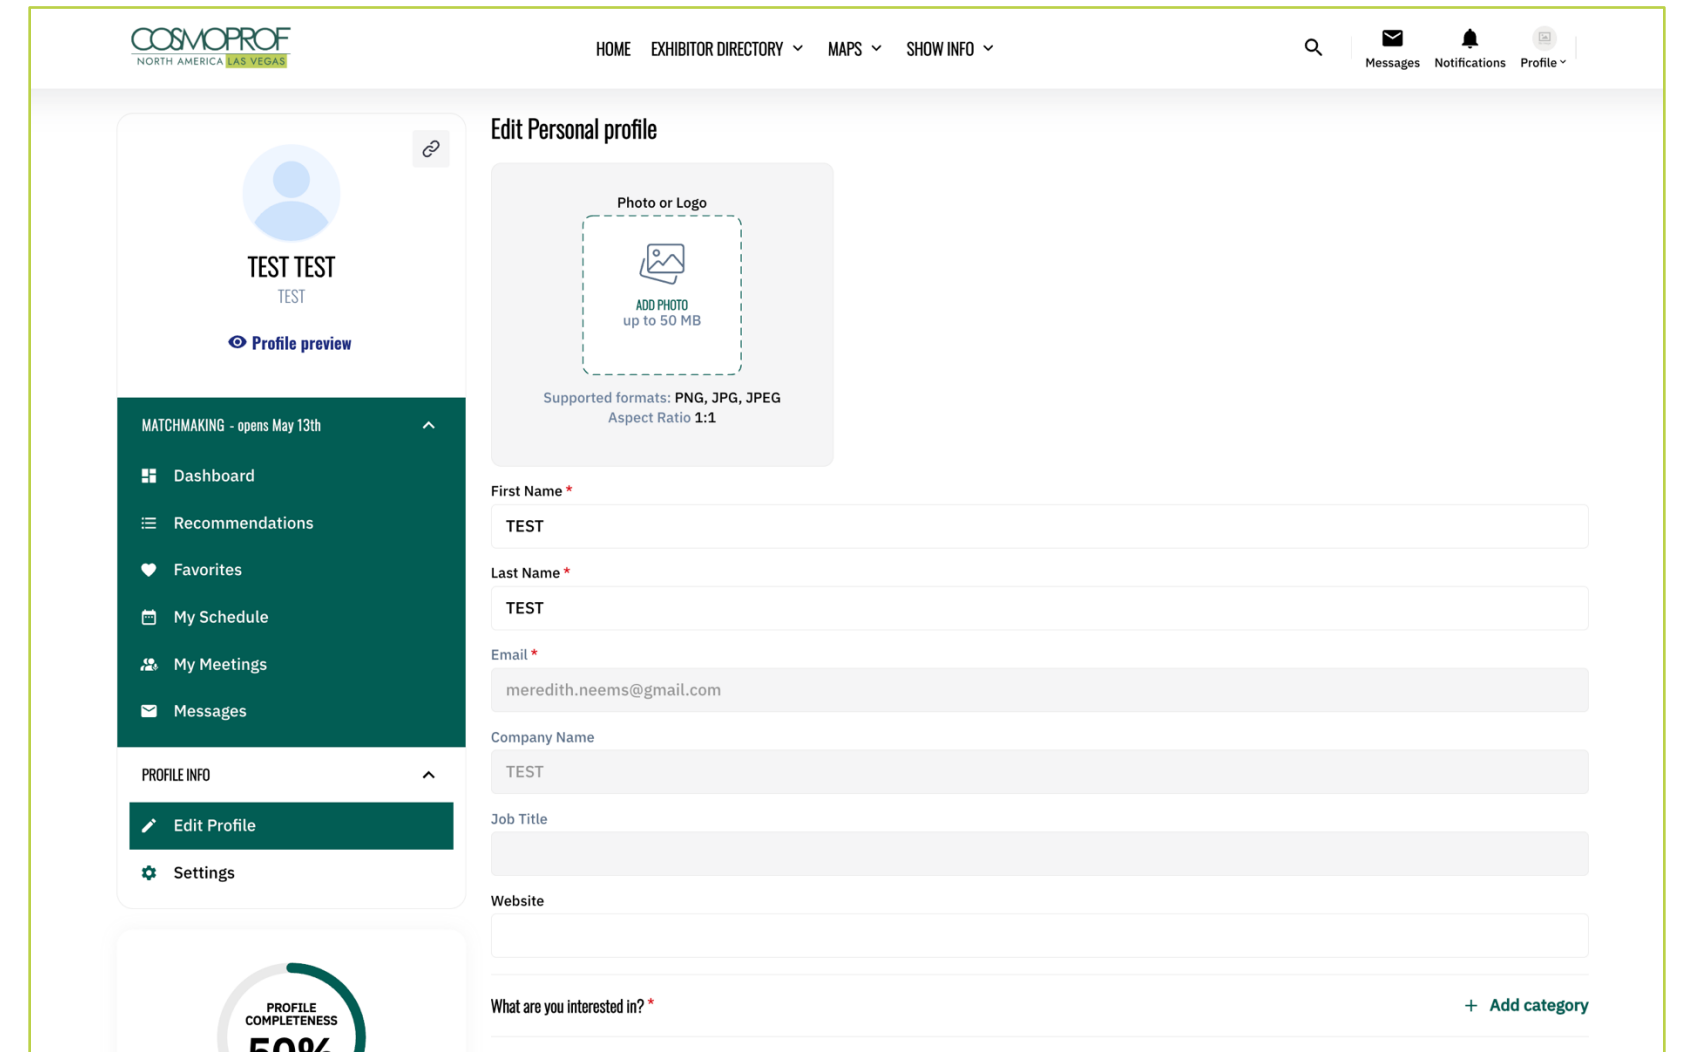 COSMOPROF
NORTH AMERICA LAS VEGAS
HOME EXHIBITOR DIRECTORY MAPS SHOW INFO
Messages Notifications Profile
TEST TEST
TEST
Profile preview
MATCHMAKING - opens May 13th
Dashboard
Recommendations
Favorites
My Schedule
My Meetings
Messages
PROFILE INFO
Edit Profile
Settings
PROFILE
COMPLETENESS
50%
Edit Personal profile
Photo or Logo
ADD PHOTO
up to 50 MB
Supported formats: PNG, JPG, JPEG
Aspect Ratio 1:1
First Name *
TEST
Last Name *
TEST
Email *
meredith.neems@gmail.com
Company Name
TEST
Job Title
Website
What are you interested in? *
+ Add category